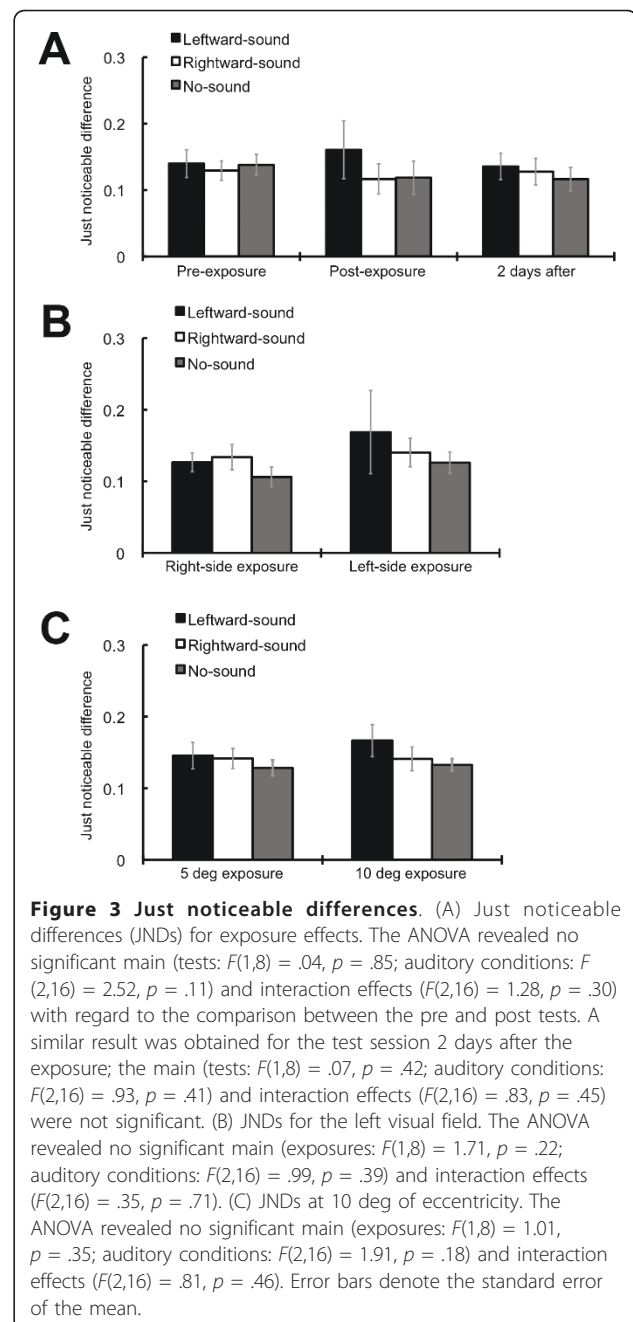 A
Leftward-sound
Rightward-sound
No-sound
Just noticeable difference
0.3
0.2
0.1
0
Pre-exposure Post-exposure 2 days after
B
Leftward-sound
Rightward-sound
No-sound
Just noticeable difference
0.3
0.2
0.1
0
Right-side exposure Left-side exposure
C
Leftward-sound
Rightward-sound
No-sound
Just noticeable difference
0.3
0.2
0.1
0
5 deg exposure 10 deg exposure
Figure 3 Just noticeable differences. (A) Just noticeable
differences (JNDs) for exposure effects. The ANOVA revealed no
significant main (tests: F(1,8) = .04, p = .85; auditory conditions: F
(2,16) = 2.52, p = .11) and interaction effects (F(2,16) = 1.28, p = .30)
with regard to the comparison between the pre and post tests. A
similar result was obtained for the test session 2 days after the
exposure; the main (tests: F(1,8) = .07, p = .42; auditory conditions:
F(2,16) = .93, p = .41) and interaction effects (F(2,16) = .83, p = .45)
were not significant. (B) JNDs for the left visual field. The ANOVA
revealed no significant main (exposures: F(1,8) = 1.71, p = .22;
auditory conditions: F(2,16) = .99, p = .39) and interaction effects
(F(2,16) = .35, p = .71). (C) JNDs at 10 deg of eccentricity. The
ANOVA revealed no significant main (exposures: F(1,8) = 1.01,
p = .35; auditory conditions: F(2,16) = 1.91, p = .18) and interaction
effects (F(2,16) = .81, p = .46). Error bars denote the standard error
of the mean.